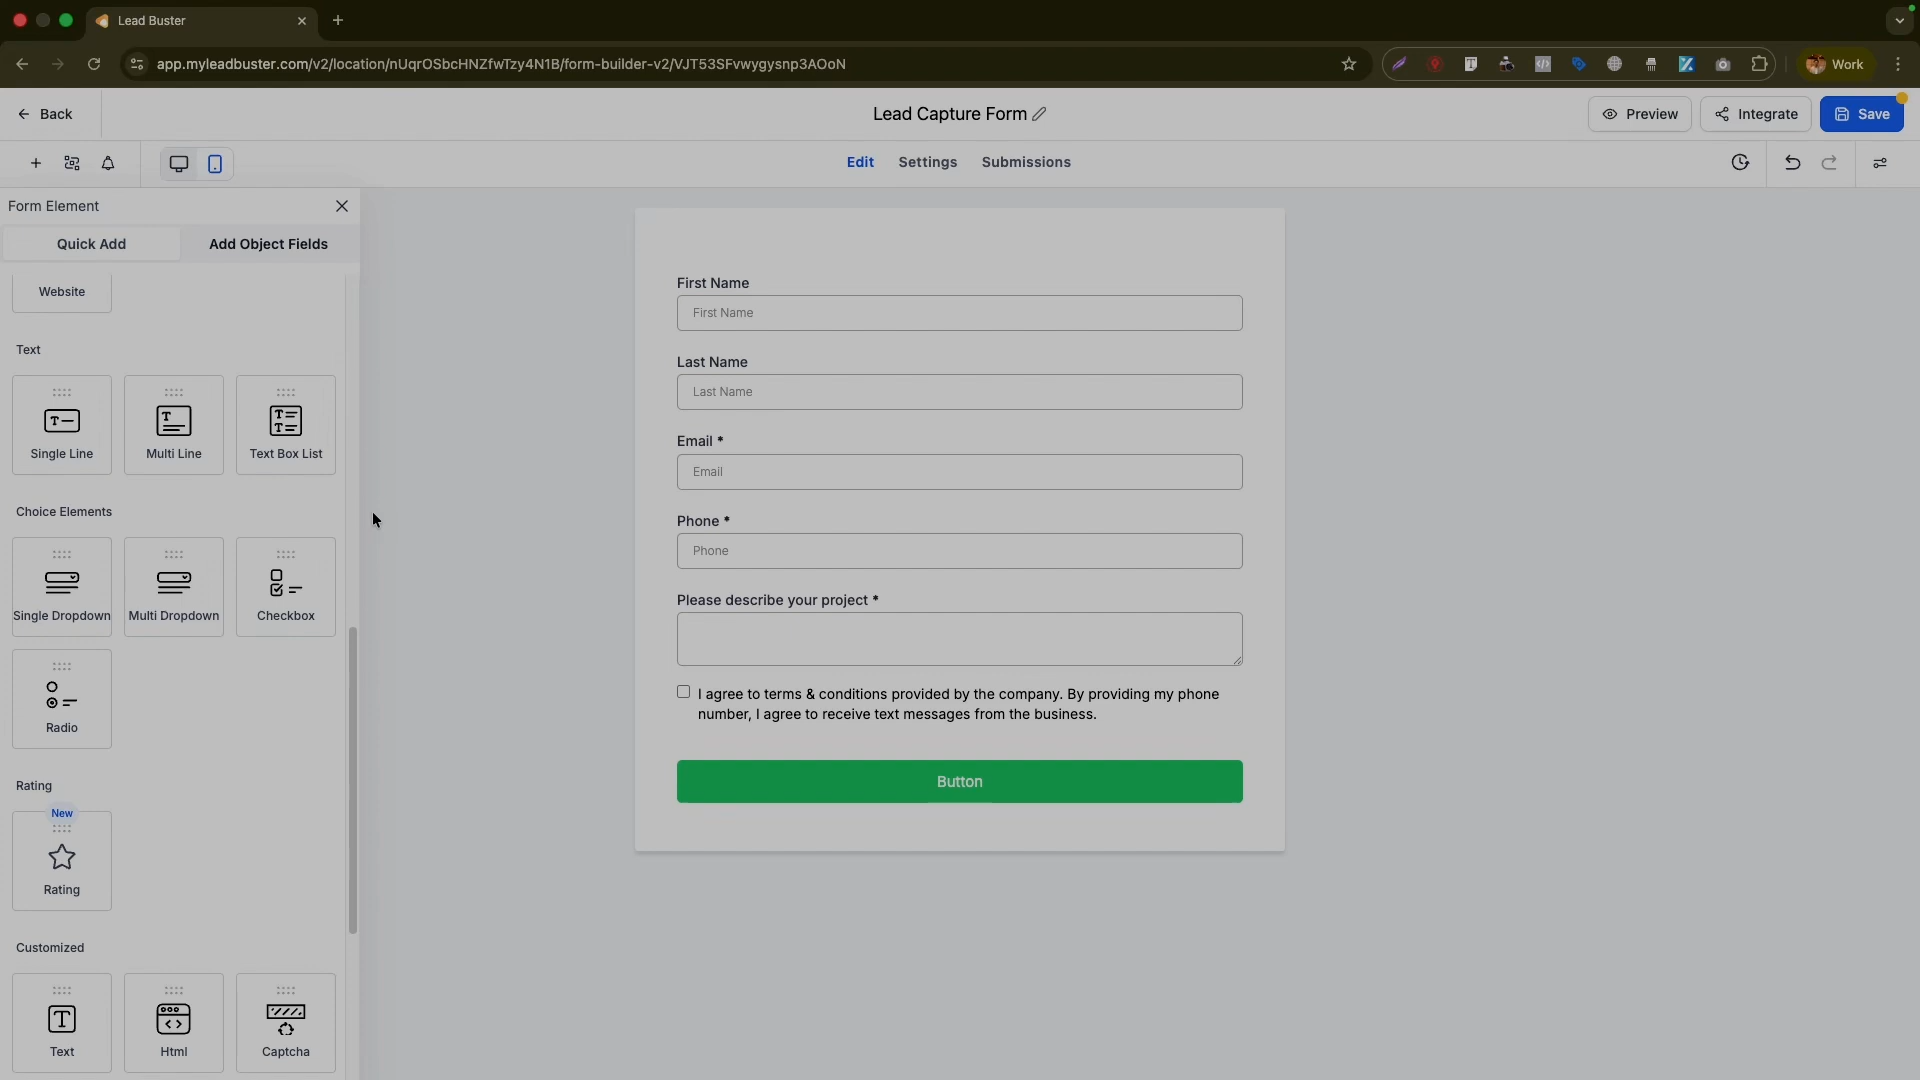 Lead Buster
app.myleadbuster.com/v2/location/nUqrOSbcHNZfwTzy4N1B/form-builder-v2/VJT53SFvwygysnp3AOoN
Work
Back
Lead Capture Form
Preview
Integrate
Save
Edit
Settings
Submissions
Form Element
Quick Add
Add Object Fields
Website
Text
Single Line
Multi Line
Text Box List
Choice Elements
Single Dropdown
Multi Dropdown
Checkbox
Radio
Rating
New
Rating
Customized
Text
Html
Captcha
First Name
First Name
Last Name
Last Name
Email *
Email
Phone *
Phone
Please describe your project *
I agree to terms & conditions provided by the company. By providing my phone
number, I agree to receive text messages from the business.
Button